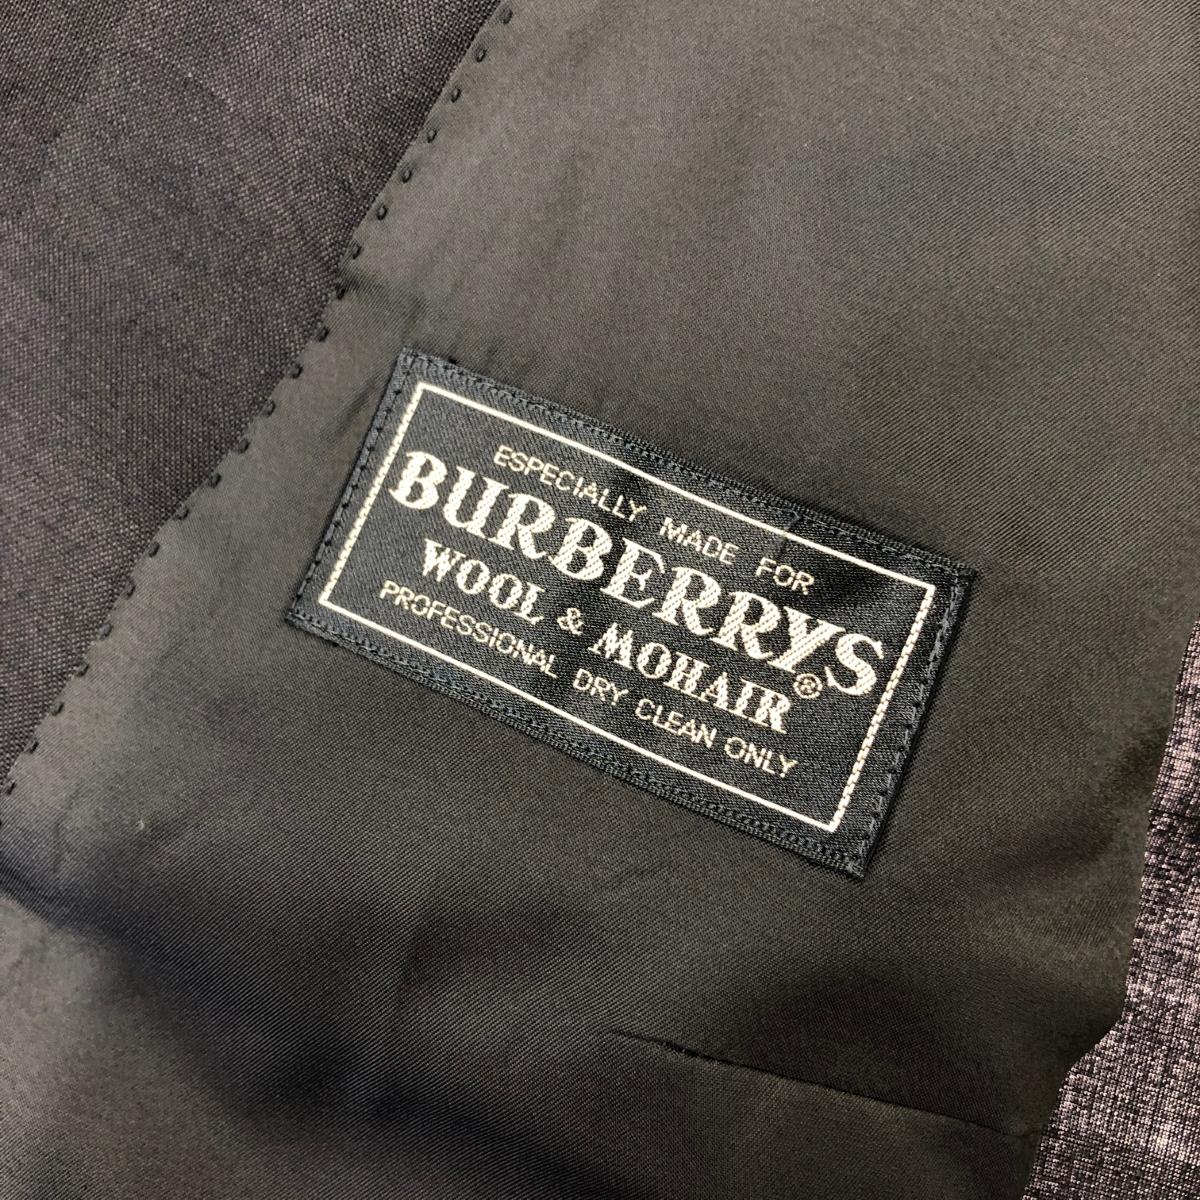 ESPECIALLY MADE FOR
BURBERRYS
WOOL & MOHAIR®
PROFESSIONAL DRY CLEAN ONLY